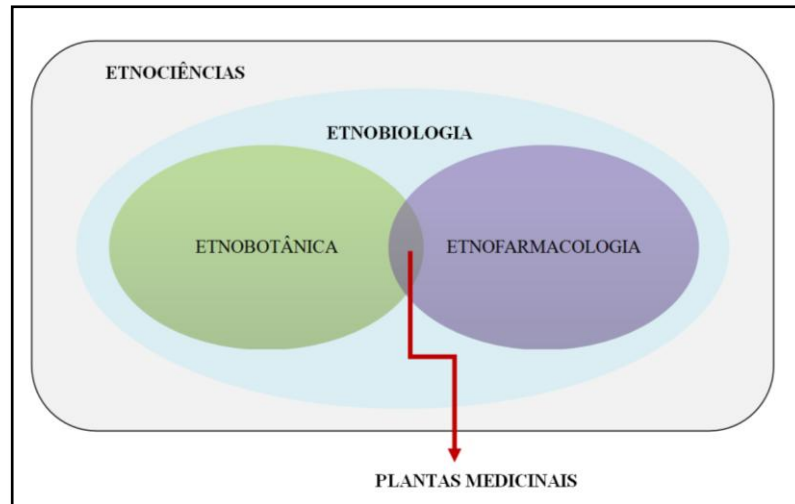 ETNOCIÊNCIAS
ETNOBIOLOGIA
ETNOBOTÂNICA
ETNOFARMACOLOGIA
PLANTAS MEDICINAIS